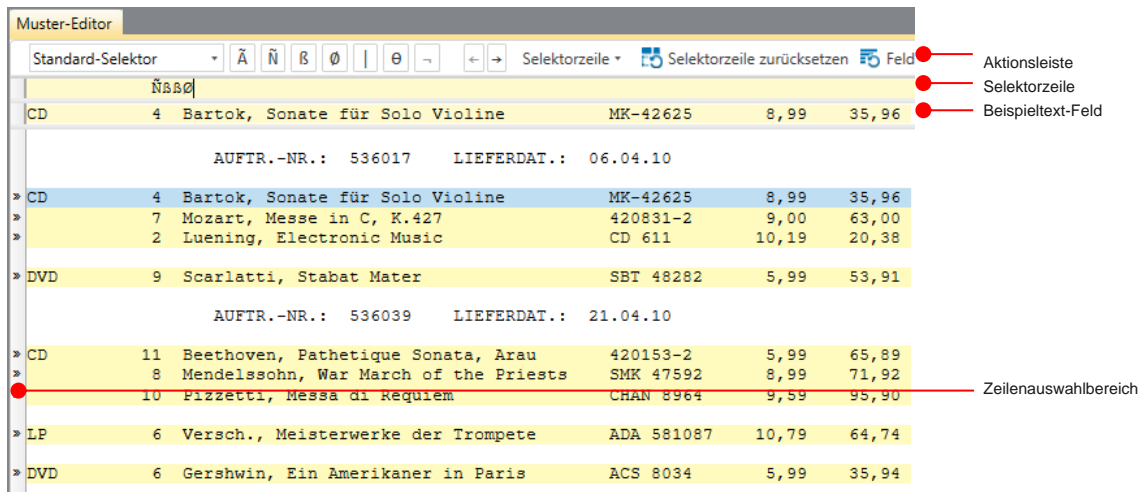 Muster-Editor
Standard-Selektor Ã Ñ ß Ø | ɵ ¬ ← → Selektorzeile Selektorzeile zurücksetzen Feld
Aktionsleiste
ÑßßØ
Selektorzeile
CD 4 Bartok, Sonate für Solo Violine MK-42625 8,99 35,96
Beispieltext-Feld
AUFTR.-NR.: 536017 LIEFERDAT.: 06.04.10
» CD 4 Bartok, Sonate für Solo Violine MK-42625 8,99 35,96
» 7 Mozart, Messe in C, K.427 420831-2 9,00 63,00
» 2 Luening, Electronic Music CD 611 10,19 20,38
» DVD 9 Scarlatti, Stabat Mater SBT 48282 5,99 53,91
AUFTR.-NR.: 536039 LIEFERDAT.: 21.04.10
» CD 11 Beethoven, Pathetique Sonata, Arau 420153-2 5,99 65,89
» 8 Mendelssohn, War March of the Priests SMK 47592 8,99 71,92
10 Pizzetti, Messa di Requiem CHAN 8964 9,59 95,90
Zeilenauswahlbereich
» LP 6 Versch., Meisterwerke der Trompete ADA 581087 10,79 64,74
» DVD 6 Gershwin, Ein Amerikaner in Paris ACS 8034 5,99 35,94